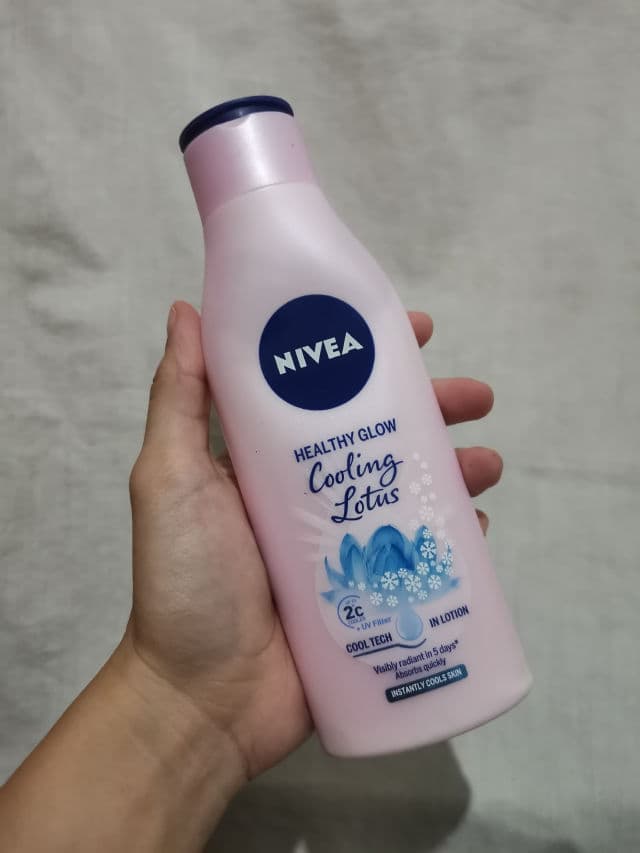 NIVEA
HEALTHY GLOW
Cooling
Lotus
2°C
+ UV Filter
COOL TECH IN LOTION
Visibly radiant in 5 days*
Absorbs quickly
INSTANTLY COOLS SKIN